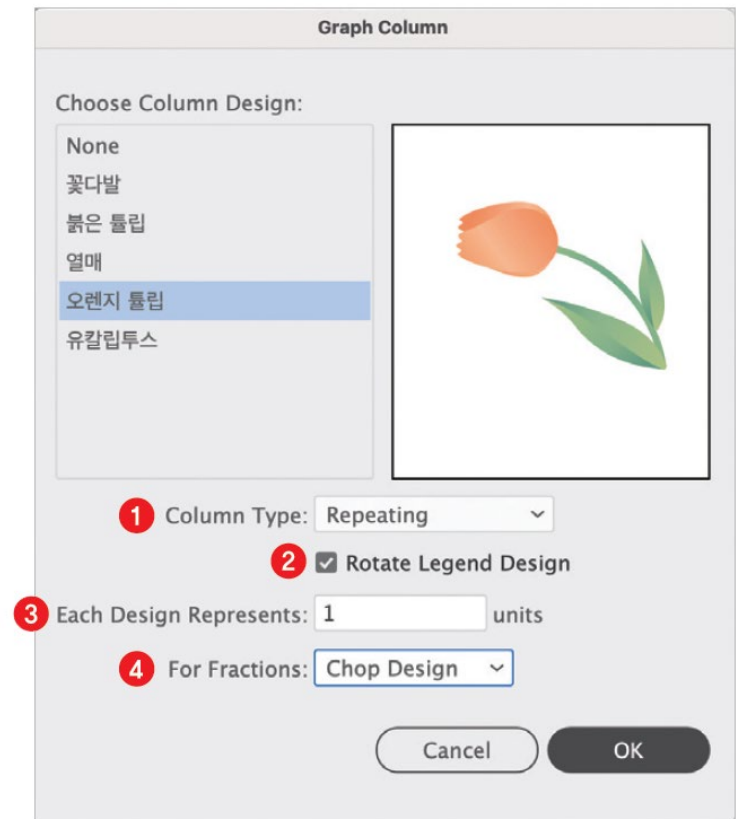 Graph Column
Choose Column Design:
None
꽃다발
붉은 튤립
열매
오렌지 튤립
유칼립투스
1 Column Type: Repeating
2 Rotate Legend Design
3 Each Design Represents: 1 units
4 For Fractions: Chop Design
Cancel OK